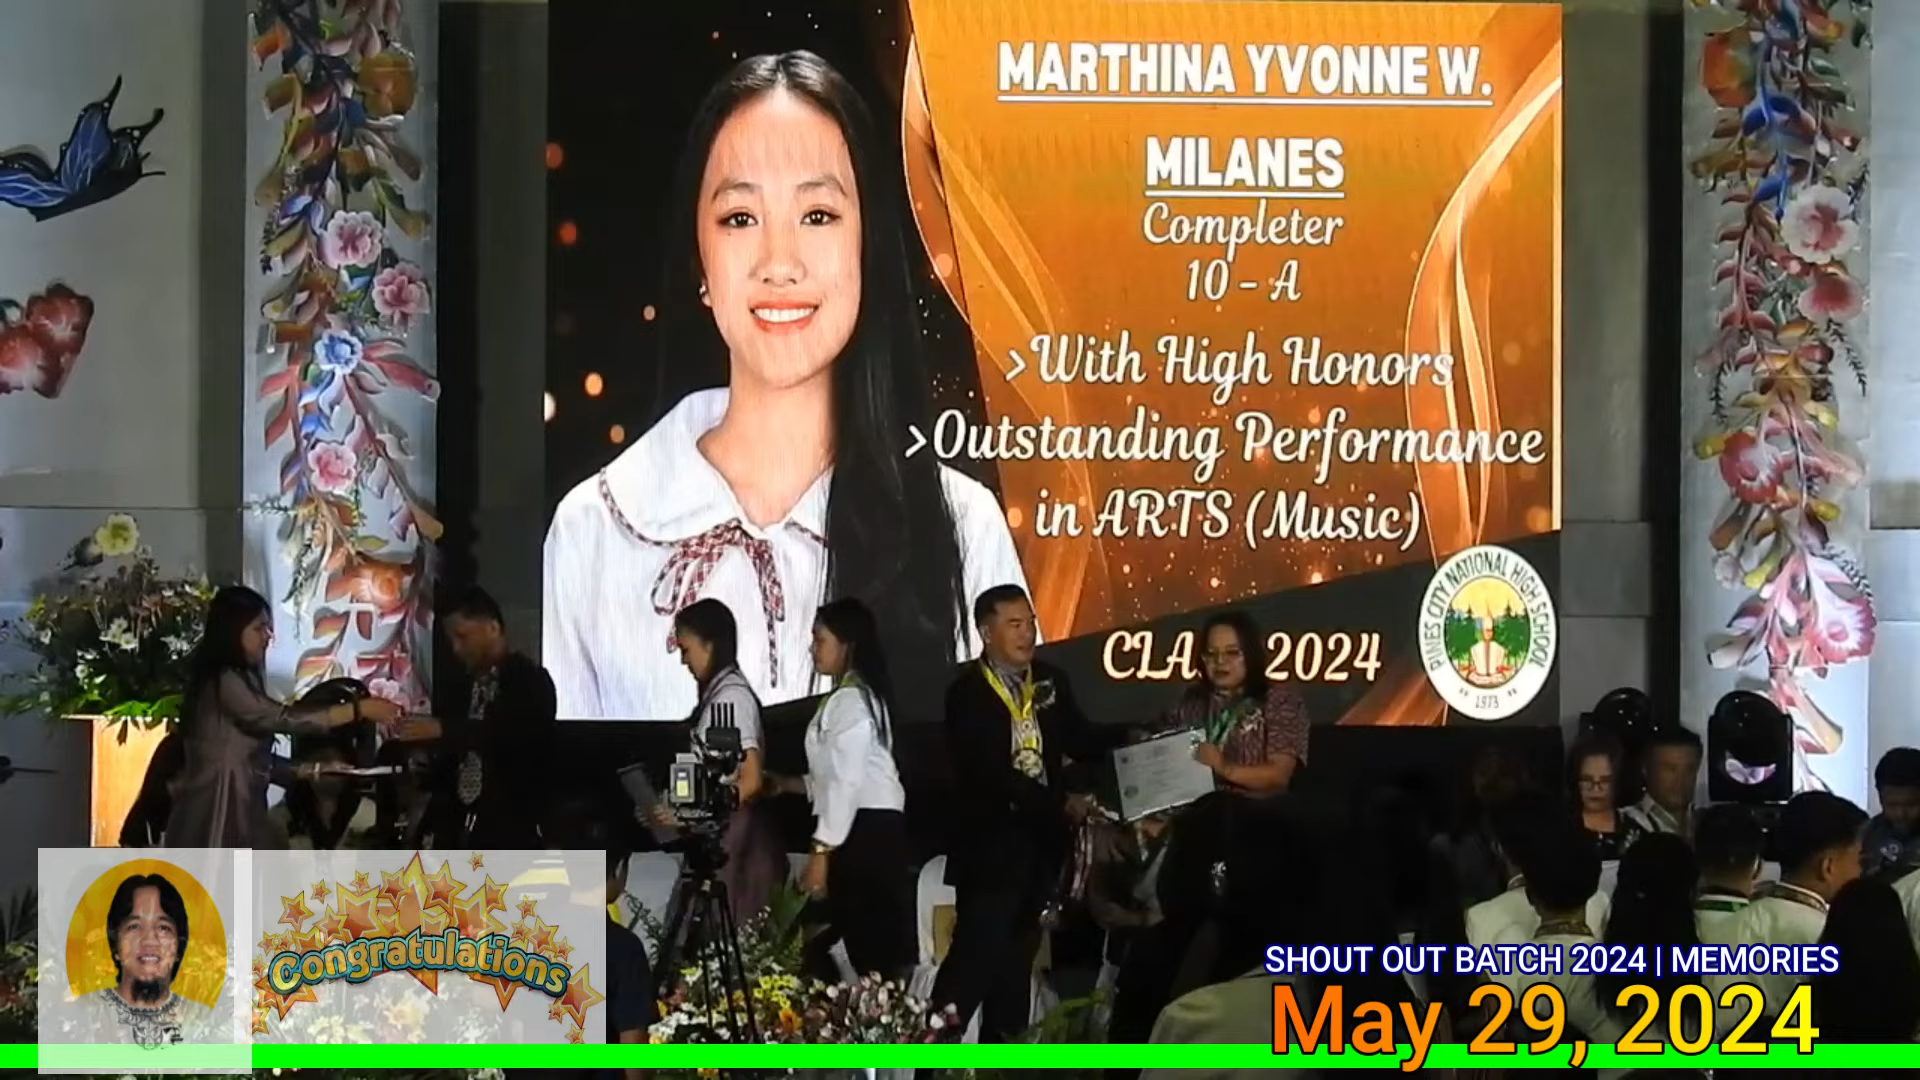 MARTHINA YVONNE W.
MILANES
Completer
10 - A
>With High Honors
>Outstanding Performance
in ARTS (Music)
CLA 2024
PINES CITY NATIONAL HIGH SCHOOL
1973
Congratulations
SHOUT OUT BATCH 2024 | MEMORIES
May 29, 2024